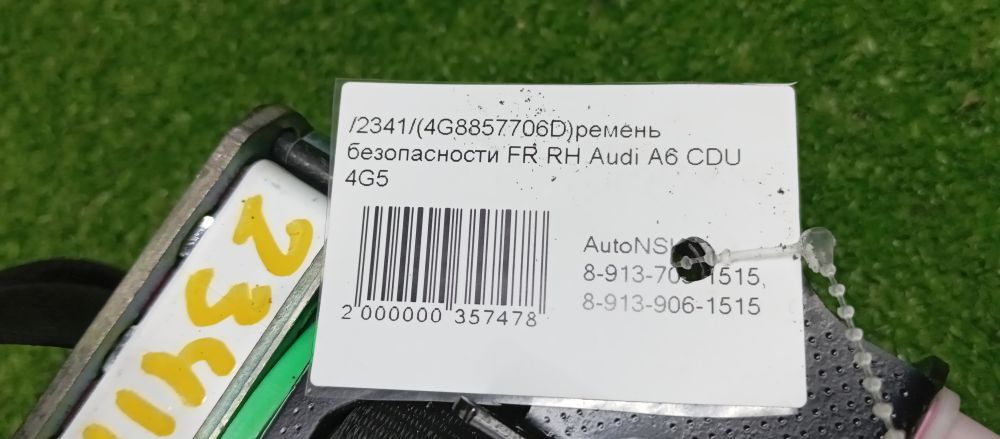 /2341/(4G8857706D)ремень
безопасности FR RH Audi A6 CDU
4G5
2 000000 357478
8-913-906-1515
2341